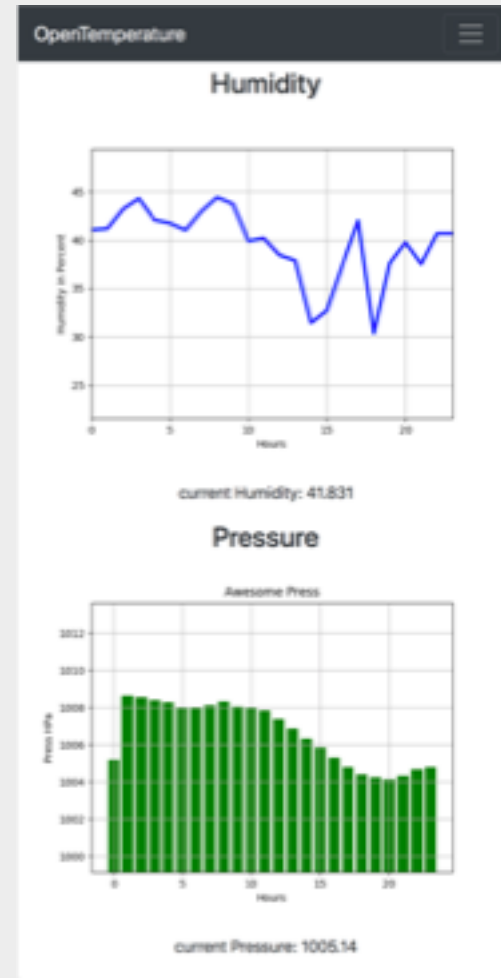 OpenTemperature
Humidity
45
40
35
30
25
Humidity in Percent
0 5 10 15 20
Hours
current Humidity: 41.831
Pressure
Awesome Press
1012
1010
1008
1006
1004
1002
1000
Press HPa
0 5 10 15 20
Hours
current Pressure: 1005.14